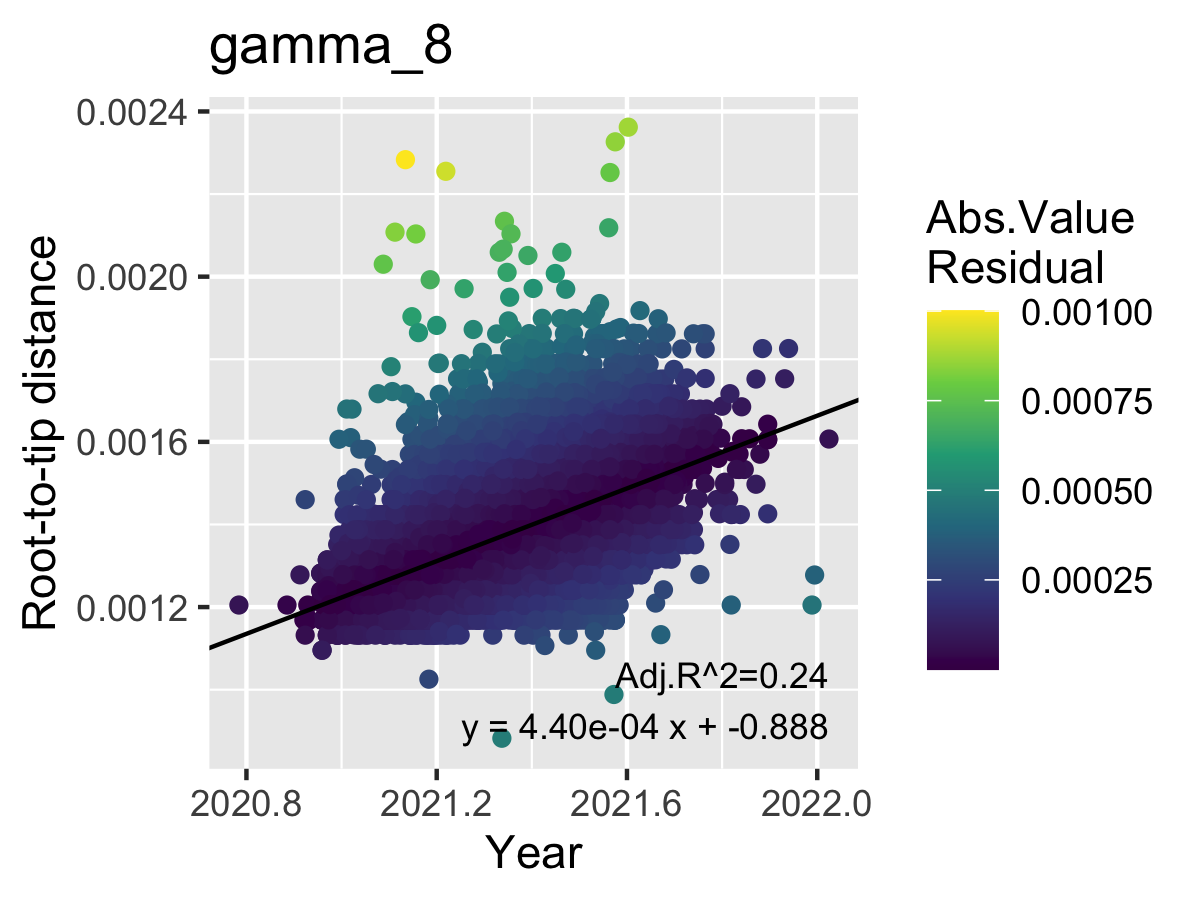 gamma_8
0.0024
0.0020
0.0016
0.0012
Root-to-tip distance
Adj.R^2=0.24
y = 4.40e-04 x + -0.888
2020.8 2021.2 2021.6 2022.0
Year
Abs.Value
Residual
0.00100
0.00075
0.00050
0.00025